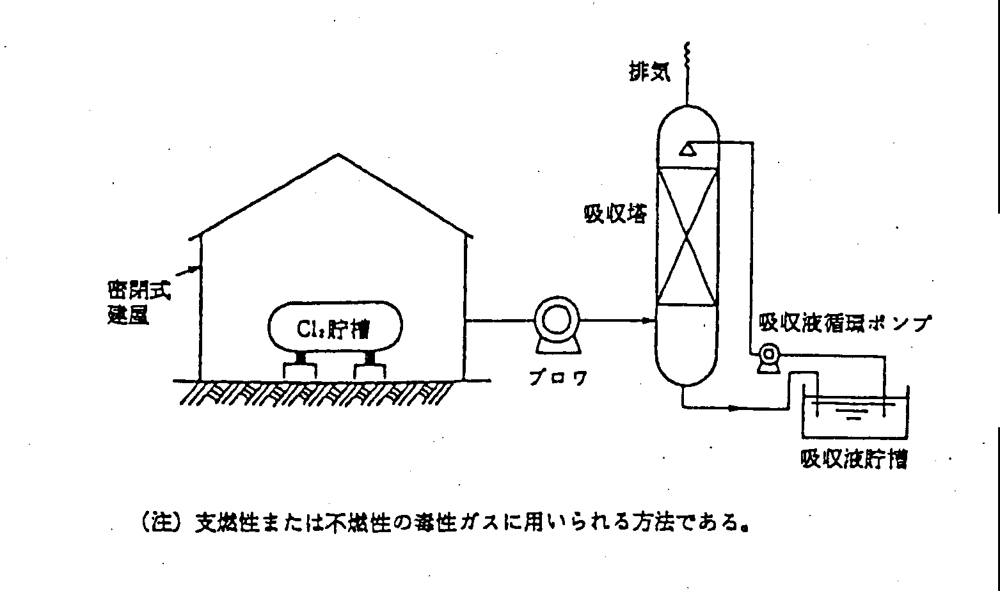 排気
吸収塔
密閉式
建屋
Cl₂貯槽
ブロワ
吸収液循環ポンプ
吸収液貯槽
(注) 支燃性または不燃性の毒性ガスに用いられる方法である。